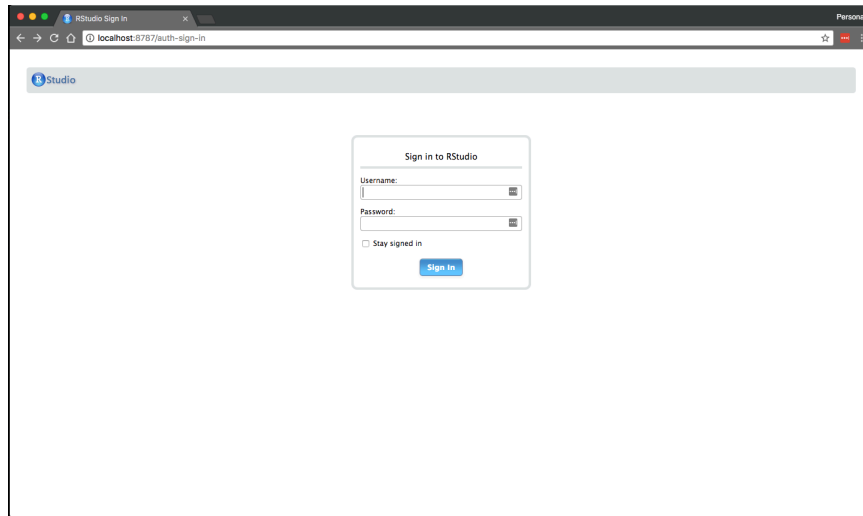 RStudio Sign In
Persona
localhost:8787/auth-sign-in
R Studio
Sign in to RStudio
Username:
Password:
Stay signed in
Sign In